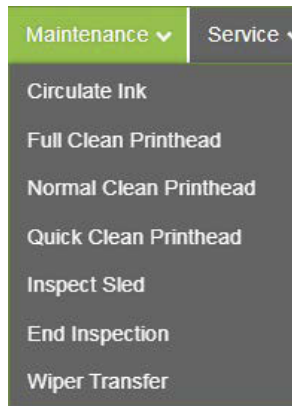 Maintenance Service
Circulate Ink
Full Clean Printhead
Normal Clean Printhead
Quick Clean Printhead
Inspect Sled
End Inspection
Wiper Transfer